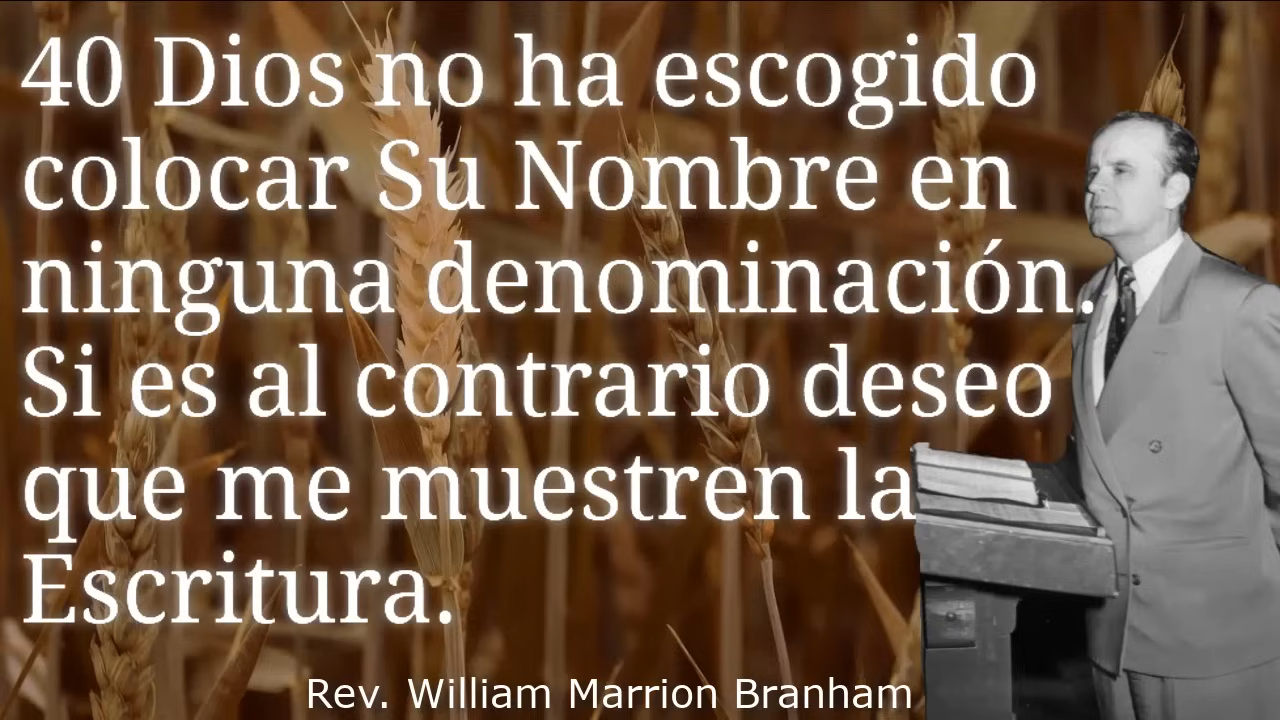 40 Dios no ha escogido
colocar Su Nombre en
ninguna denominación.
Si es al contrario deseo
que me muestren la
Escritura.
Rev. William Marrion Branham